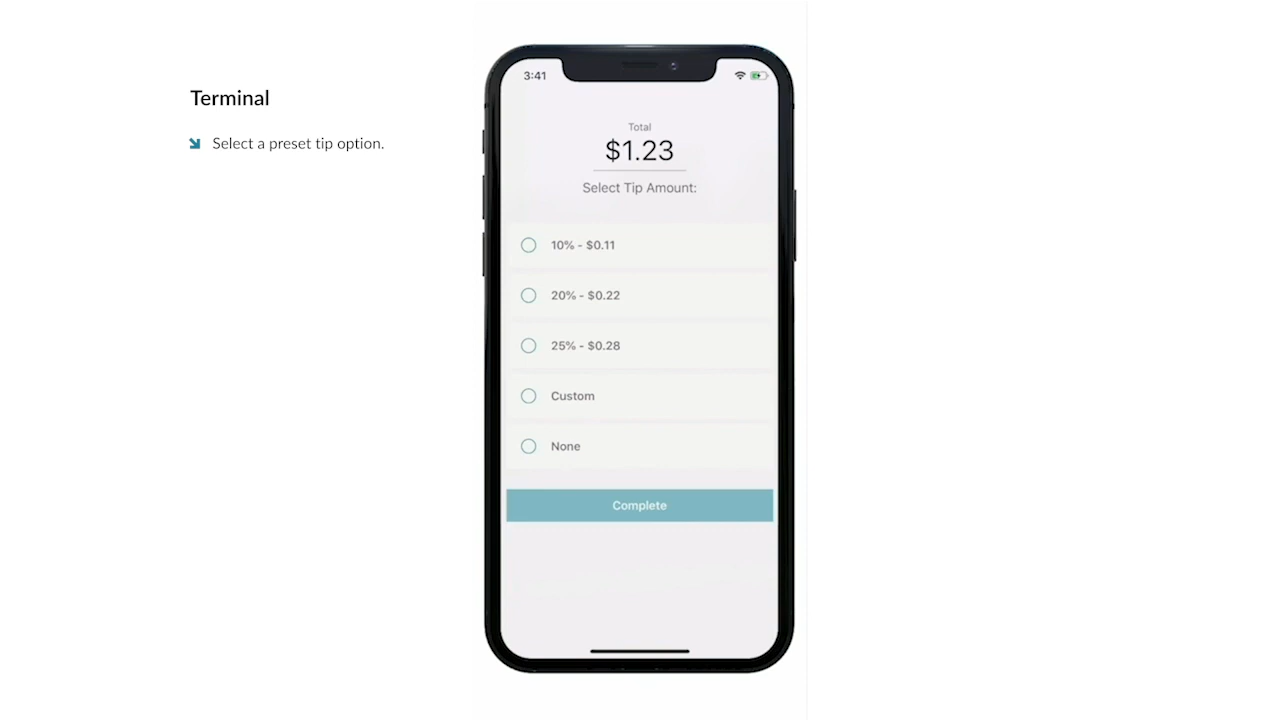 Terminal
Select a preset tip option.
3:41
Total
$1.23
Select Tip Amount:
10% - $0.11
20% - $0.22
25% - $0.28
Custom
None
Complete